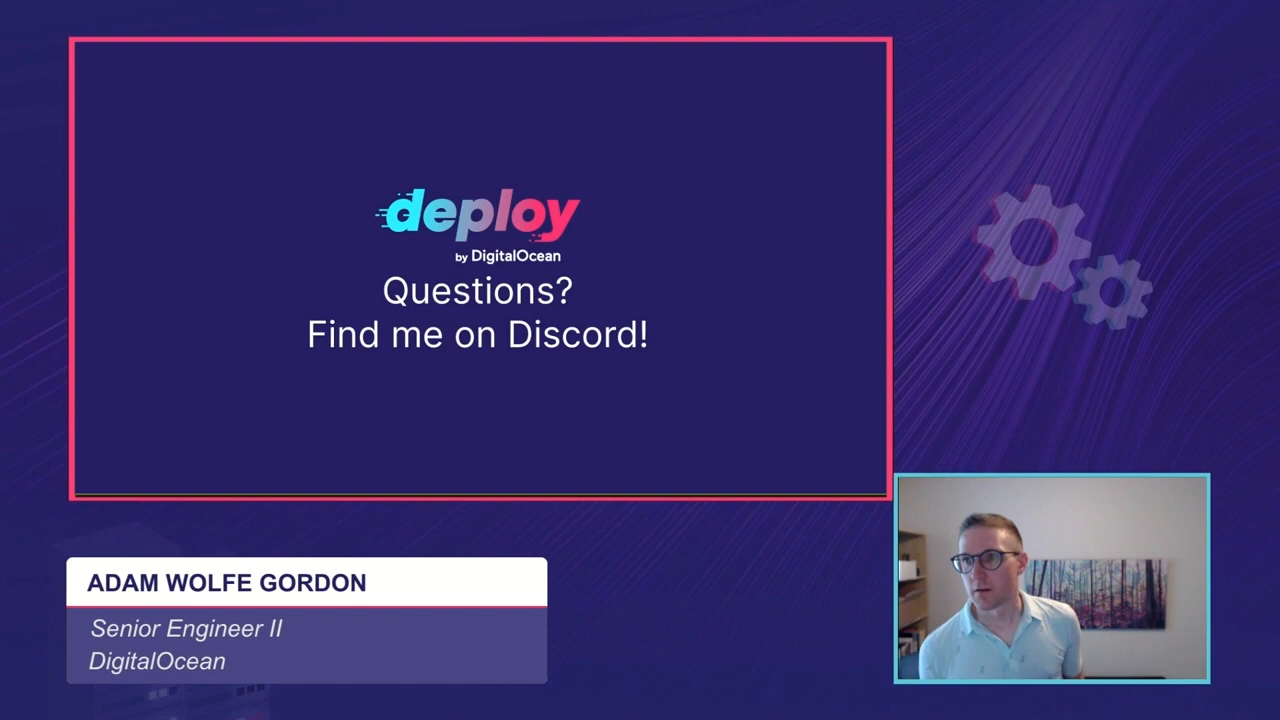 deploy
by DigitalOcean
Questions?
Find me on Discord!
ADAM WOLFE GORDON
Senior Engineer II
DigitalOcean